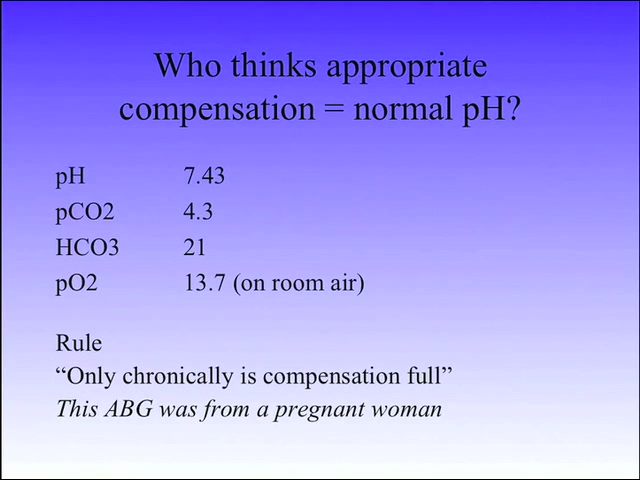 Who thinks appropriate
compensation = normal pH?
pH 7.43
pCO2 4.3
HCO3 21
pO2 13.7 (on room air)
Rule
“Only chronically is compensation full”
This ABG was from a pregnant woman